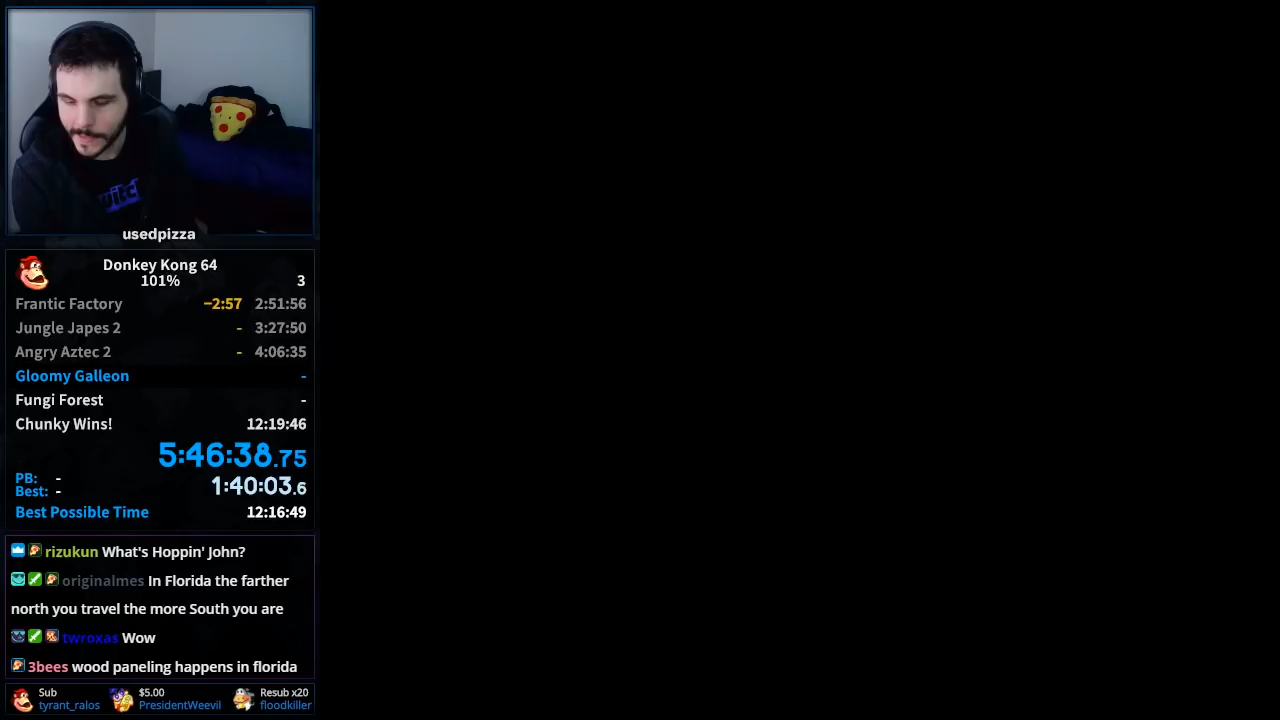 witch
usedpizza
Donkey Kong 64
101% 3
Frantic Factory −2:57 2:51:56
Jungle Japes 2 - 3:27:50
Angry Aztec 2 - 4:06:35
Gloomy Galleon -
Fungi Forest -
Chunky Wins! 12:19:46
5:46:38.75
PB: -
Best: - 1:40:03.6
Best Possible Time 12:16:49
rizukun What's Hoppin' John?
originalmes In Florida the farther
north you travel the more South you are
twroxas Wow
3bees wood paneling happens in florida
Sub $5.00 Resub x20
tyrant_ralos PresidentWeevil floodkiller